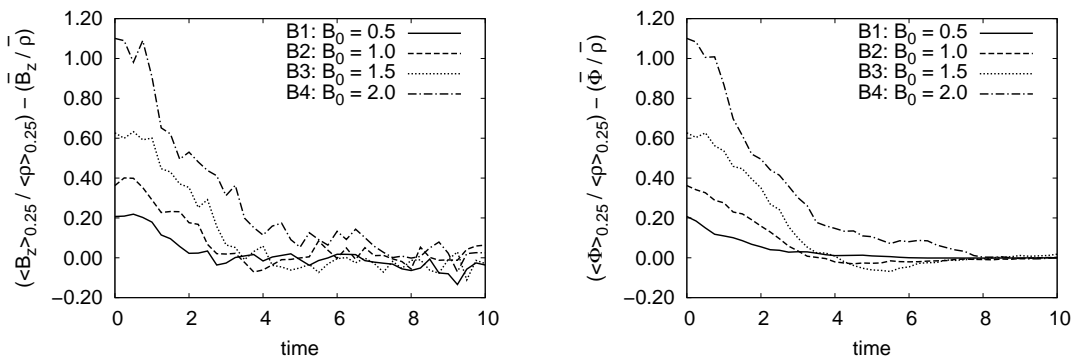 (<B_z>_0.25 / <ρ>_0.25) – (B̅_z / ρ̅)
1.20
1.00
0.80
0.60
0.40
0.20
0.00
–0.20
0 2 4 6 8 10
time
B1: B_0 = 0.5
B2: B_0 = 1.0
B3: B_0 = 1.5
B4: B_0 = 2.0
(<Φ>_0.25 / <ρ>_0.25) – (Φ̅ / ρ̅)
1.20
1.00
0.80
0.60
0.40
0.20
0.00
–0.20
0 2 4 6 8 10
time
B1: B_0 = 0.5
B2: B_0 = 1.0
B3: B_0 = 1.5
B4: B_0 = 2.0